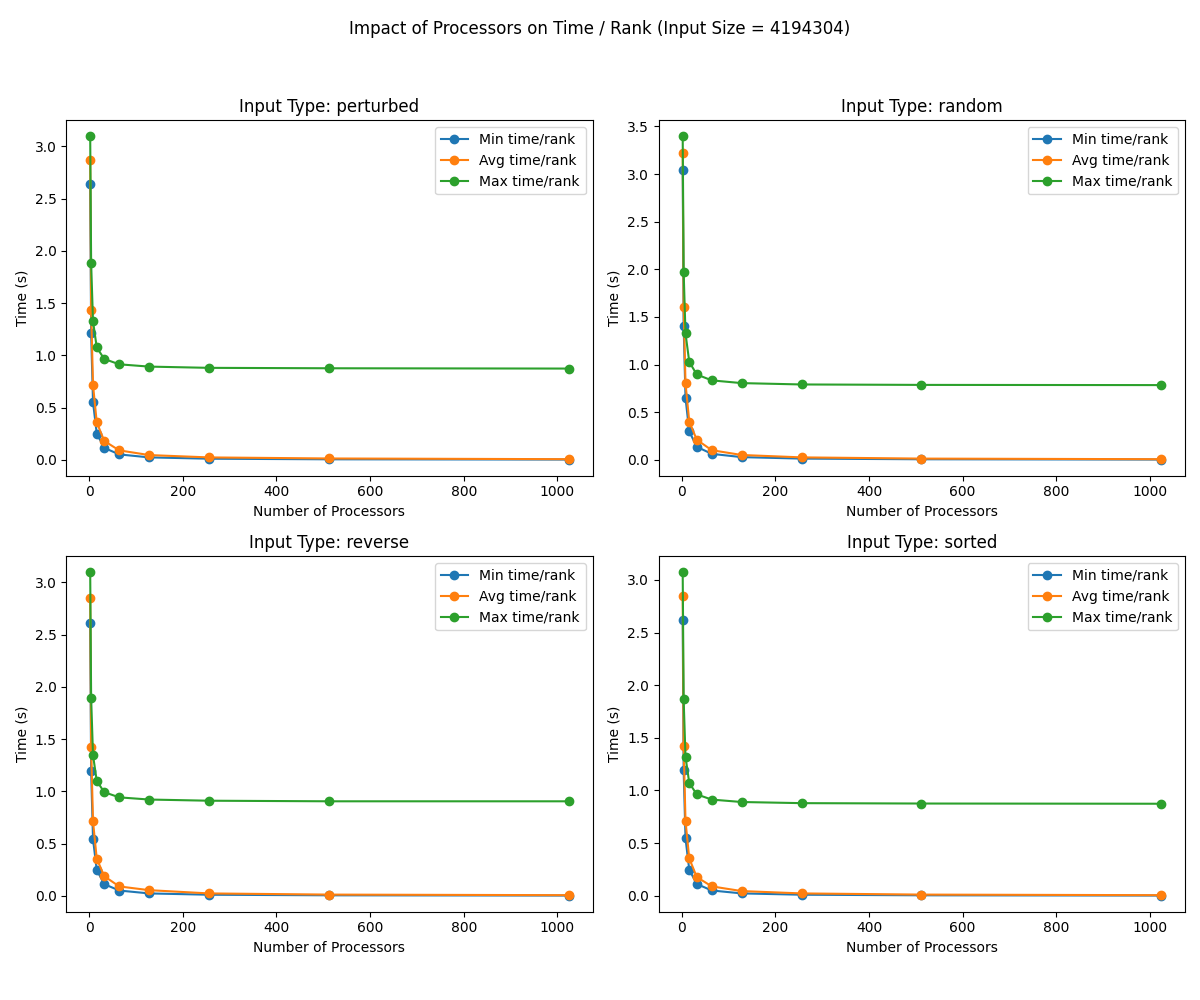 Impact of Processors on Time / Rank (Input Size = 4194304)
Input Type: perturbed
Time (s)
3.0
2.5
2.0
1.5
1.0
0.5
0.0
Min time/rank
Avg time/rank
Max time/rank
0 200 400 600 800 1000
Number of Processors
Input Type: random
Time (s)
3.5
3.0
2.5
2.0
1.5
1.0
0.5
0.0
Min time/rank
Avg time/rank
Max time/rank
0 200 400 600 800 1000
Number of Processors
Input Type: reverse
Time (s)
3.0
2.5
2.0
1.5
1.0
0.5
0.0
Min time/rank
Avg time/rank
Max time/rank
0 200 400 600 800 1000
Number of Processors
Input Type: sorted
Time (s)
3.0
2.5
2.0
1.5
1.0
0.5
0.0
Min time/rank
Avg time/rank
Max time/rank
0 200 400 600 800 1000
Number of Processors